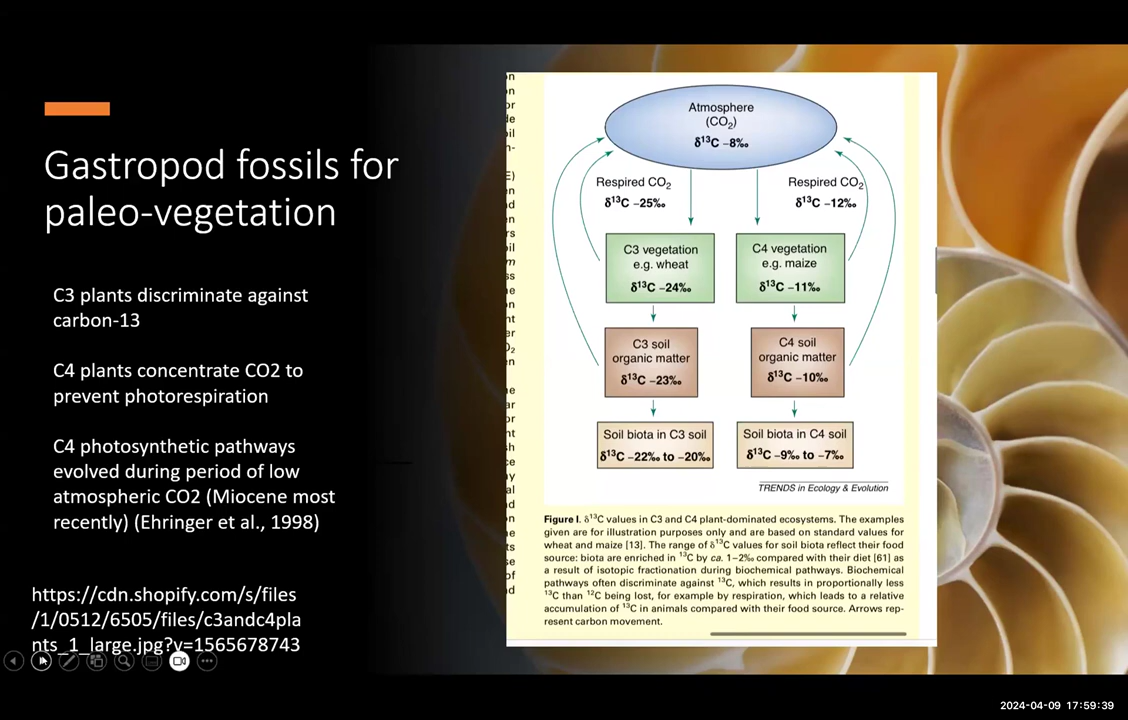 Gastropod fossils for
paleo-vegetation
C3 plants discriminate against
carbon-13
C4 plants concentrate CO2 to
prevent photorespiration
C4 photosynthetic pathways
evolved during period of low
atmospheric CO2 (Miocene most
recently) (Ehringer et al., 1998)
https://cdn.shopify.com/s/files
/1/0512/6505/files/c3andc4pla
nts_1_large.jpg?v=1565678743
Atmosphere
(CO₂)
δ¹³C –8‰
Respired CO₂
δ¹³C –25‰
Respired CO₂
δ¹³C –12‰
C3 vegetation
e.g. wheat
δ¹³C –24‰
C4 vegetation
e.g. maize
δ¹³C –11‰
C3 soil
organic matter
δ¹³C –23‰
C4 soil
organic matter
δ¹³C –10‰
Soil biota in C3 soil
δ¹³C –22‰ to –20‰
Soil biota in C4 soil
δ¹³C –9‰ to –7‰
TRENDS in Ecology & Evolution
Figure I. δ¹³C values in C3 and C4 plant-dominated ecosystems. The examples
given are for illustration purposes only and are based on standard values for
wheat and maize [13]. The range of δ¹³C values for soil biota reflect their food
source: biota are enriched in ¹³C by ca. 1–2‰ compared with their diet [61] as
a result of isotopic fractionation during metabolism. Biochemical
pathways often discriminate against ¹³C, which results in proportionally less
¹³C than ¹²C being lost, for example by respiration, which leads to a relative
accumulation of ¹³C in animals compared with their food source. Arrows rep-
resent carbon movement.
2024-04-09 17:59:39